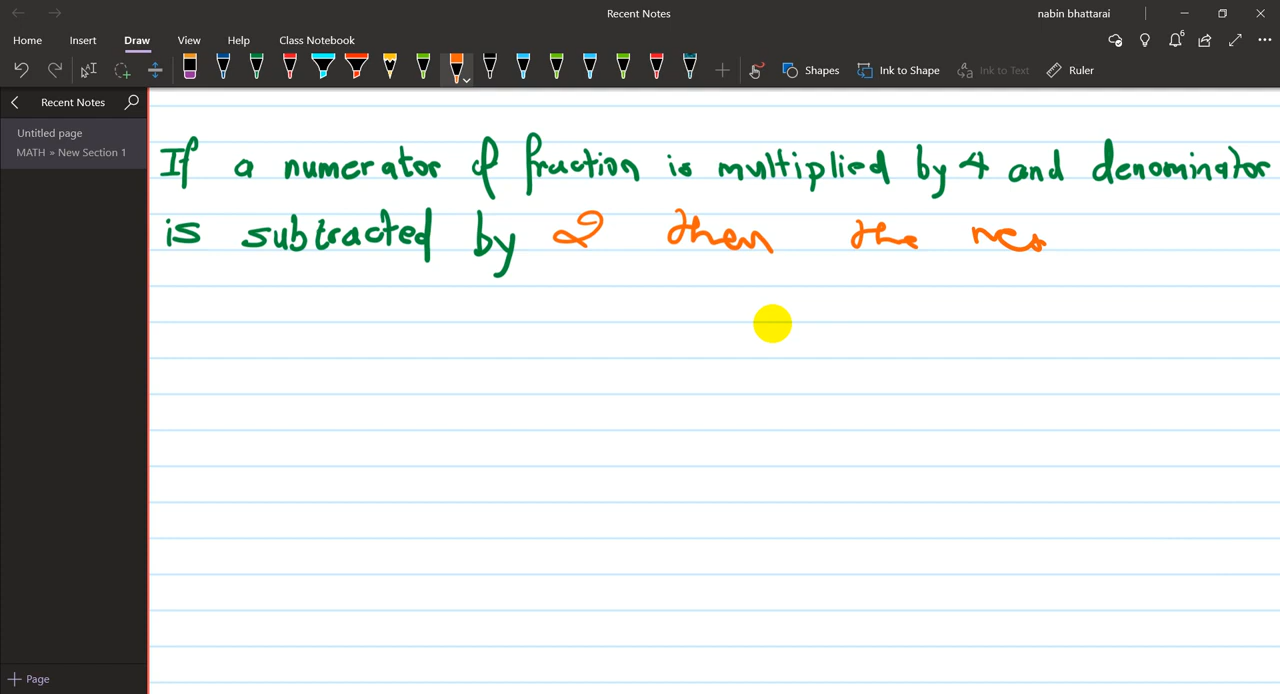 Recent Notes
nabin bhattarai
Home Insert Draw View Help Class Notebook
6
Shapes Ink to Shape Ink to Text Ruler
Recent Notes
Untitled page
MATH » New Section 1
If a numerator of fraction is multiplied by 4 and denominator
is subtracted by 2 then the
Page